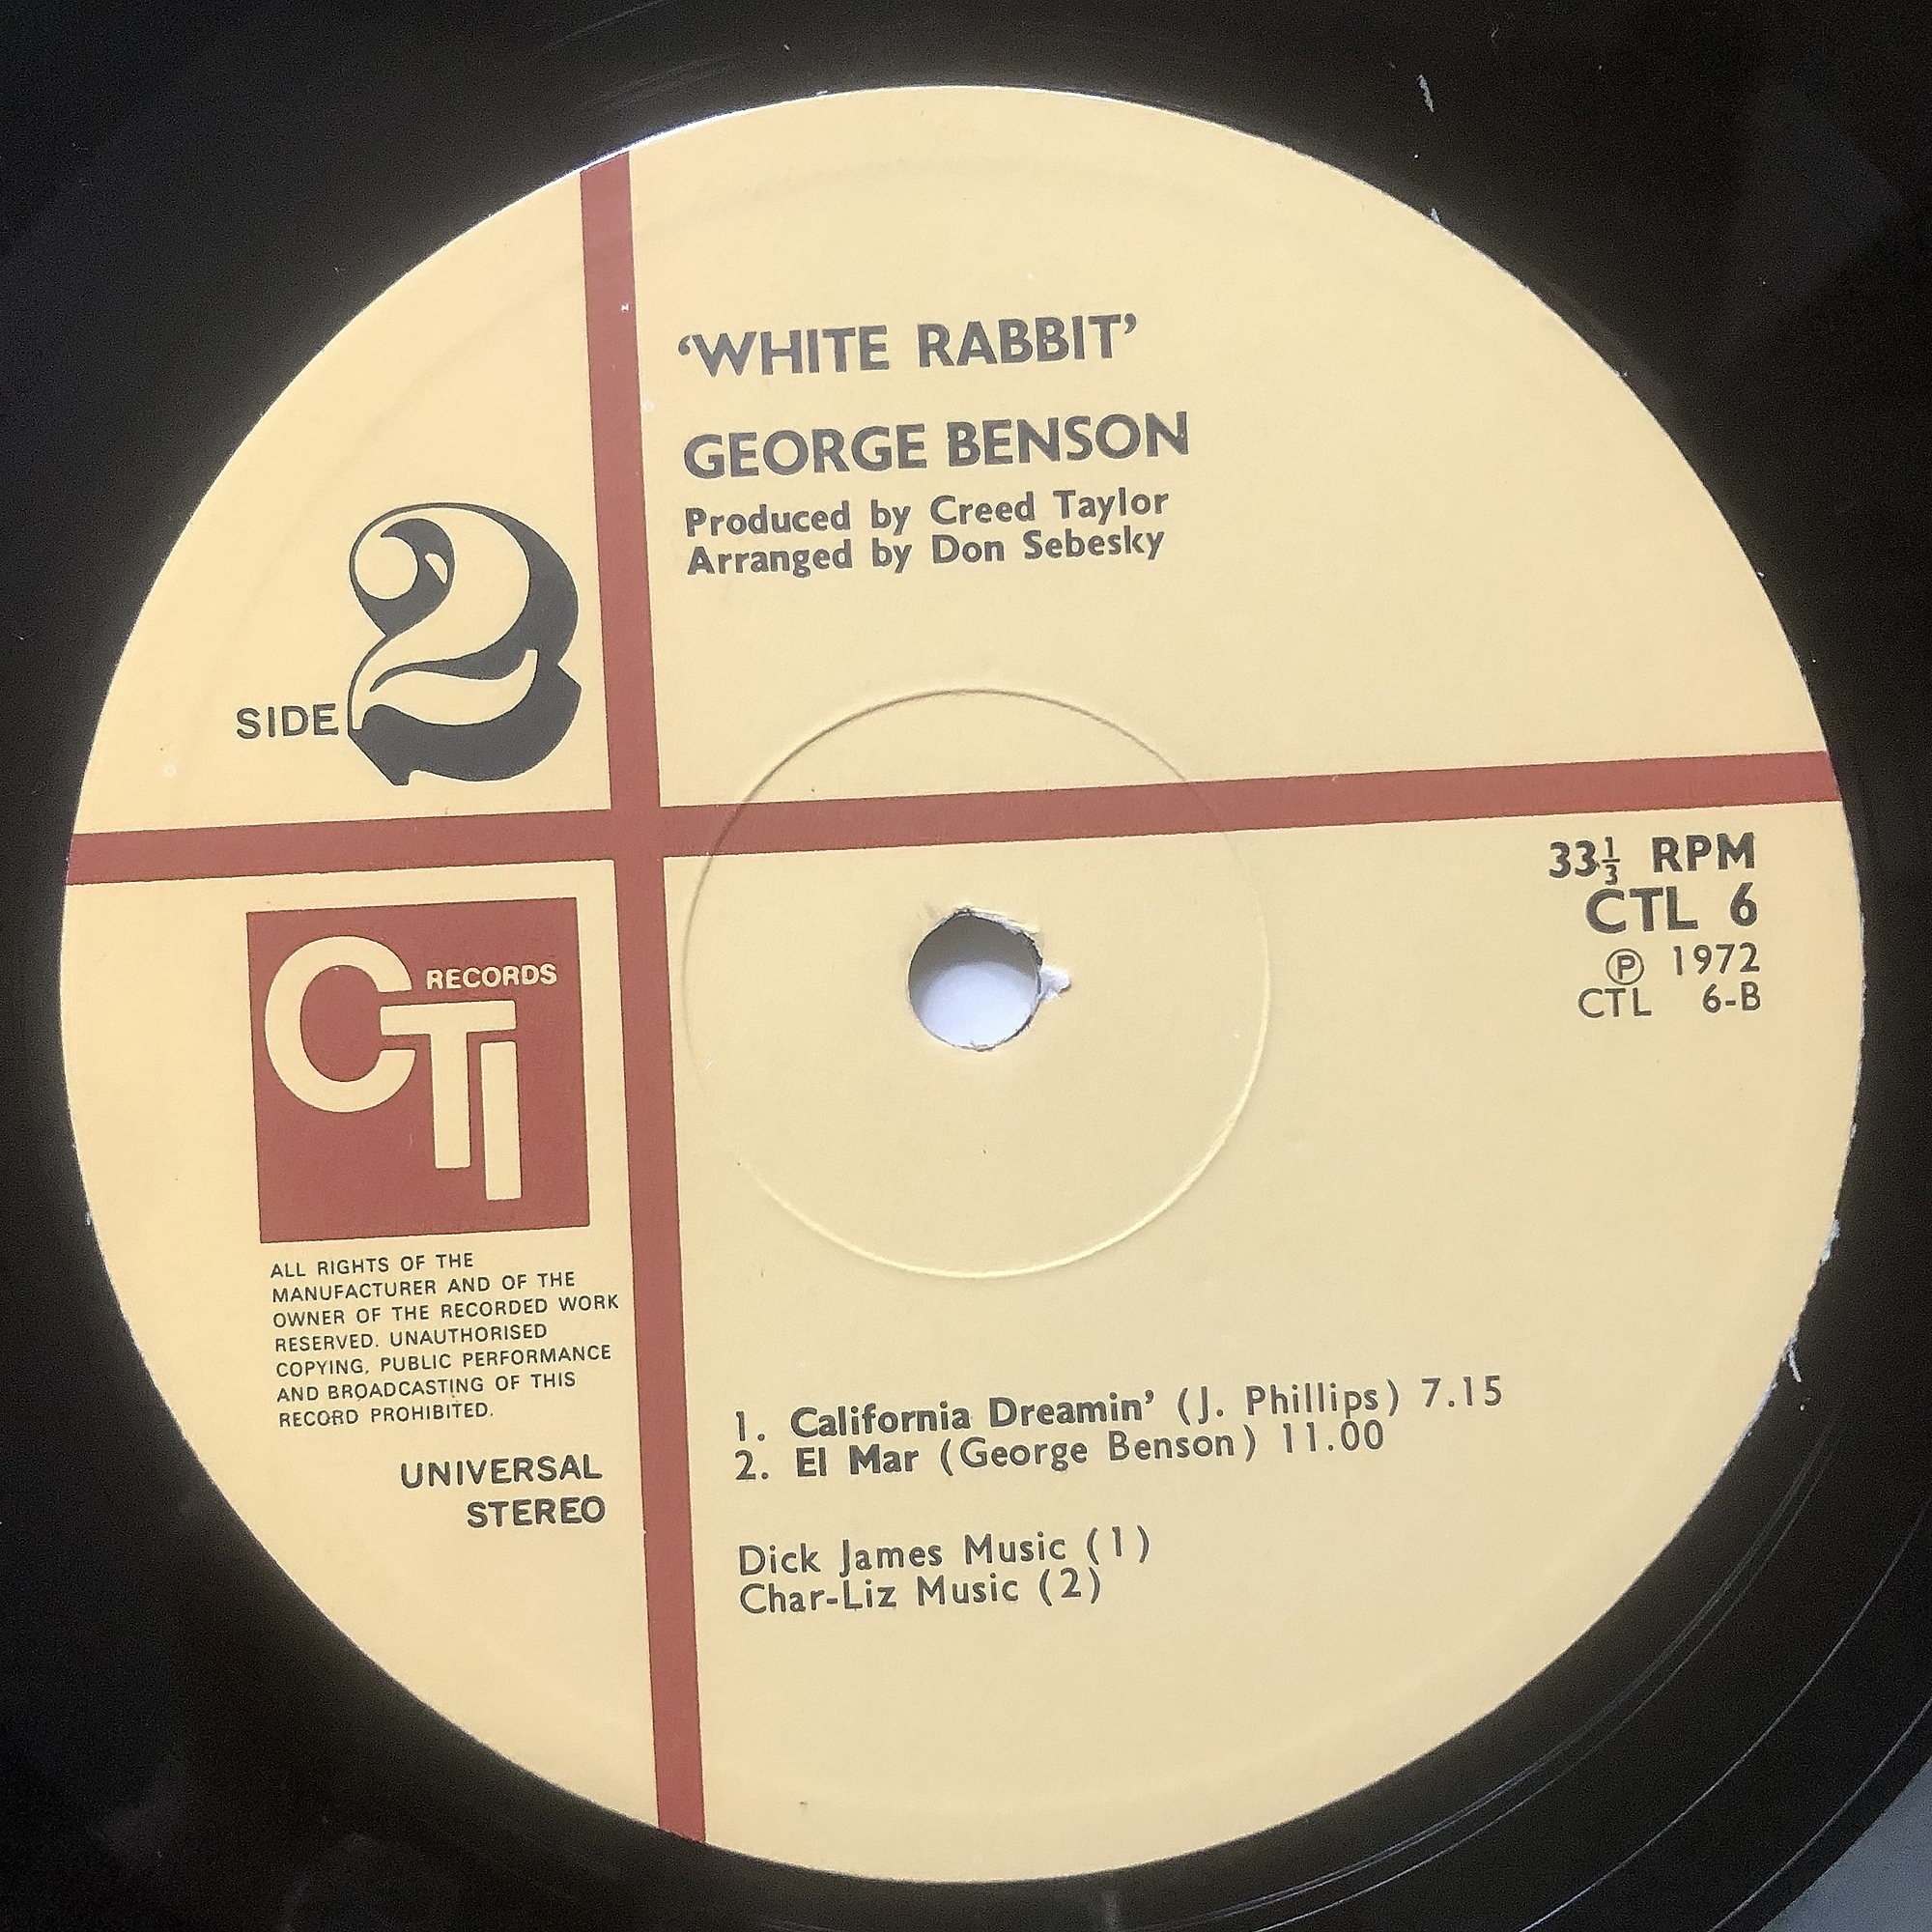 ‘WHITE RABBIT’
GEORGE BENSON
Produced by Creed Taylor
Arranged by Don Sebesky
SIDE 2
33⅓ RPM
CTL 6
Ⓟ 1972
CTL 6-B
CTI RECORDS
ALL RIGHTS OF THE
MANUFACTURER AND OF THE
OWNER OF THE RECORDED WORK
RESERVED. UNAUTHORISED
COPYING, PUBLIC PERFORMANCE
AND BROADCASTING OF THIS
RECORD PROHIBITED.
UNIVERSAL
STEREO
1. California Dreamin’ (J. Phillips) 7.15
2. El Mar (George Benson) 11.00
Dick James Music (1)
Char-Liz Music (2)